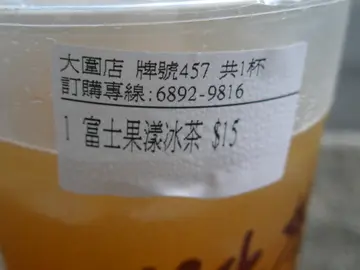 大圍店 牌號457 共1杯
訂購專線:6892-9816
1 富士果漾冰茶 $15